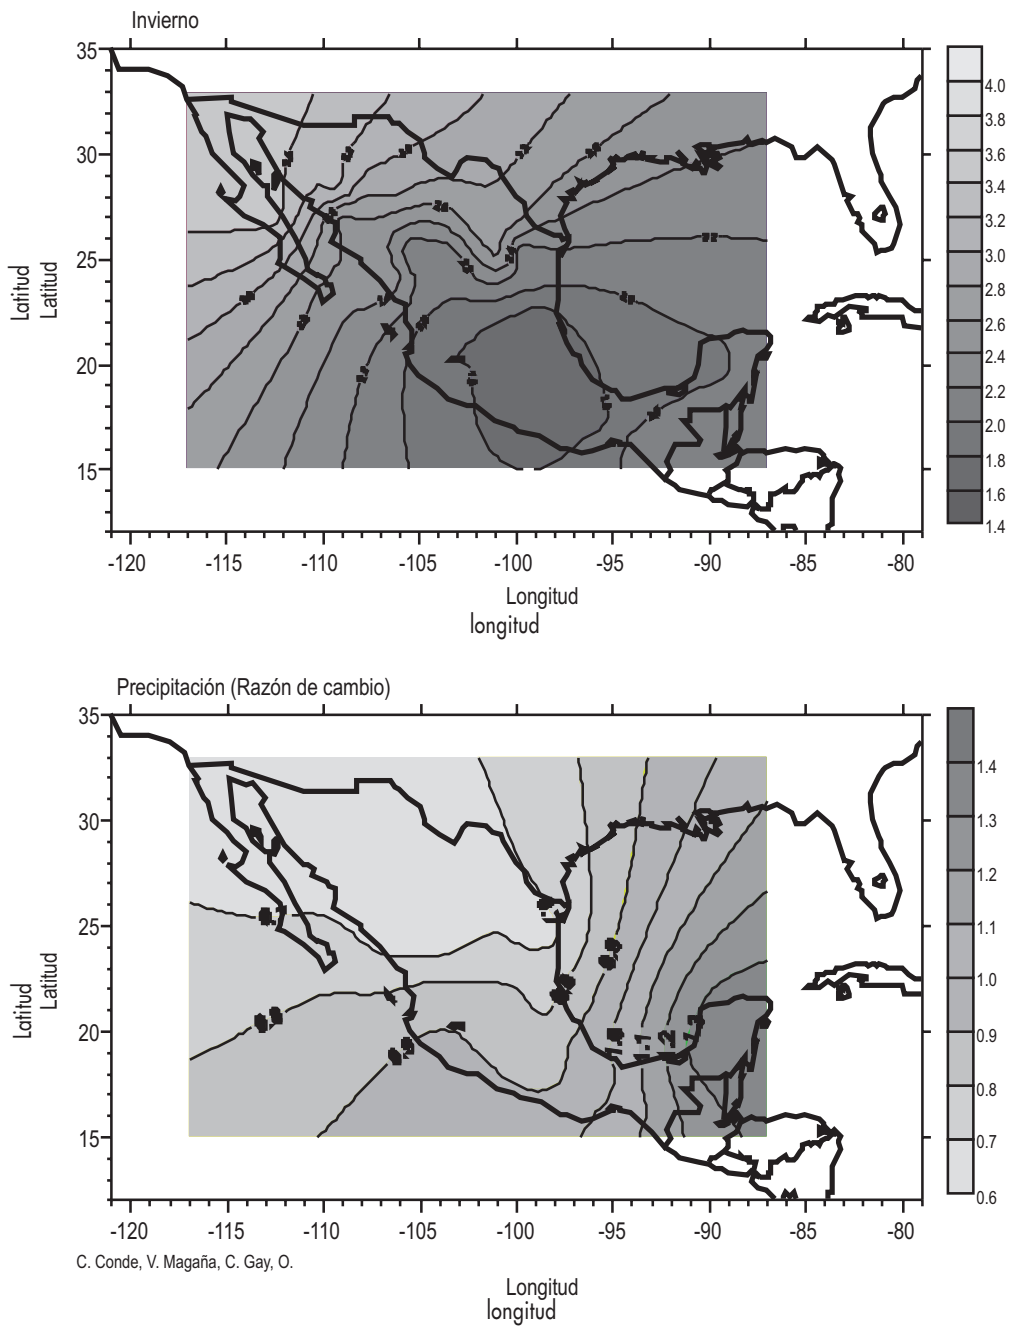 Invierno
35
30
25
20
15
Latitud
Latitud
-120 -115 -110 -105 -100 -95 -90 -85 -80
Longitud
longitud
4.0
3.8
3.6
3.4
3.2
3.0
2.8
2.6
2.4
2.2
2.0
1.8
1.6
1.4
Precipitación (Razón de cambio)
35
30
25
20
15
Latitud
Latitud
-120 -115 -110 -105 -100 -95 -90 -85 -80
1.4
1.3
1.2
1.1
1.0
0.9
0.8
0.7
0.6
C. Conde, V. Magaña, C. Gay, O.
Longitud
longitud